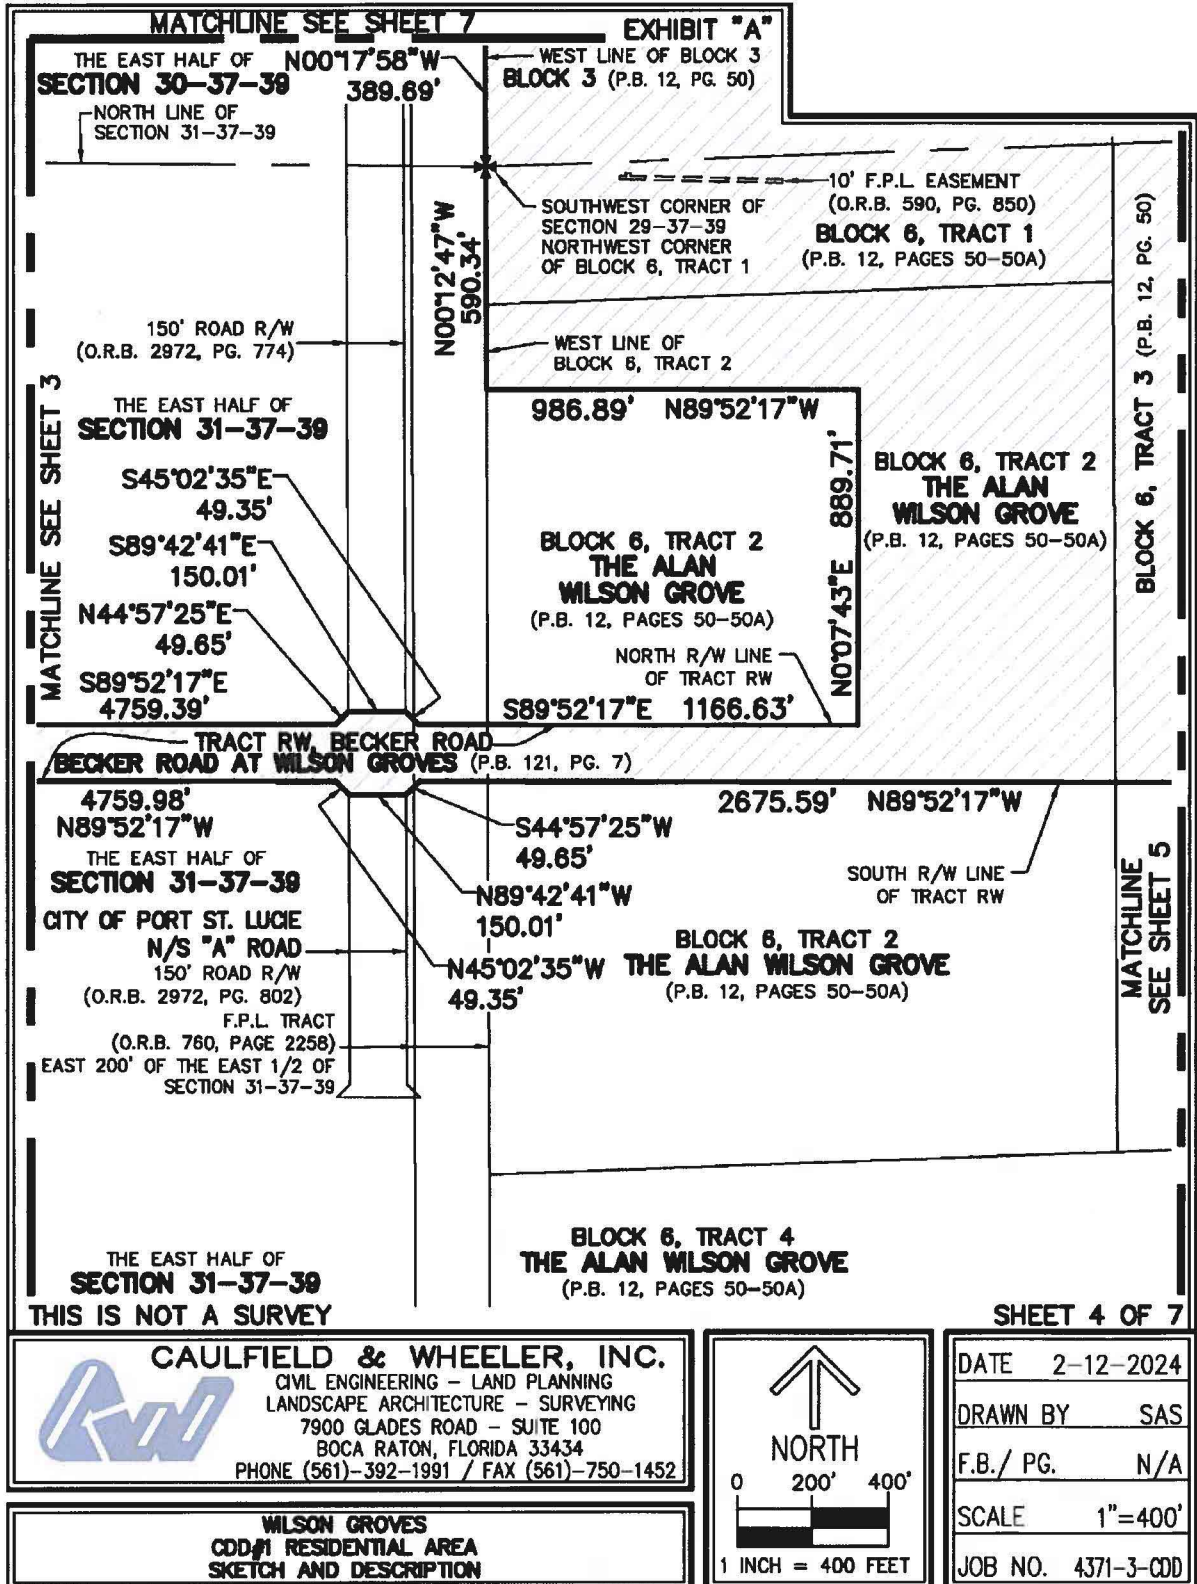 MATCHLINE SEE SHEET 7
EXHIBIT "A"
THE EAST HALF OF
SECTION 30-37-39
N00°17'58"W
389.69'
WEST LINE OF BLOCK 3
BLOCK 3 (P.B. 12, PG. 50)
NORTH LINE OF
SECTION 31-37-39
10' F.P.L. EASEMENT
(O.R.B. 590, PG. 850)
SOUTHWEST CORNER OF
SECTION 29-37-39
NORTHWEST CORNER
OF BLOCK 6, TRACT 1
BLOCK 6, TRACT 1
(P.B. 12, PAGES 50-50A)
BLOCK 6, TRACT 3 (P.B. 12, PG. 50)
N00°12'47"W
590.34'
150' ROAD R/W
(O.R.B. 2972, PG. 774)
WEST LINE OF
BLOCK 6, TRACT 2
MATCHLINE SEE SHEET 3
THE EAST HALF OF
SECTION 31-37-39
986.89' N89°52'17"W
N0°07'43"E 889.71'
BLOCK 6, TRACT 2
THE ALAN
WILSON GROVE
(P.B. 12, PAGES 50-50A)
S45°02'35"E
49.35'
S89°42'41"E
150.01'
N44°57'25"E
49.65'
S89°52'17"E
4759.39'
BLOCK 6, TRACT 2
THE ALAN
WILSON GROVE
(P.B. 12, PAGES 50-50A)
NORTH R/W LINE
OF TRACT RW
S89°52'17"E 1166.63'
TRACT RW, BECKER ROAD
BECKER ROAD AT WILSON GROVES (P.B. 121, PG. 7)
4759.98'
N89°52'17"W
2675.59' N89°52'17"W
S44°57'25"W
49.65'
THE EAST HALF OF
SECTION 31-37-39
N89°42'41"W
150.01'
SOUTH R/W LINE
OF TRACT RW
MATCHLINE
SEE SHEET 5
CITY OF PORT ST. LUCIE
N/S "A" ROAD
150' ROAD R/W
(O.R.B. 2972, PG. 802)
N45°02'35"W
49.35'
BLOCK 6, TRACT 2
THE ALAN WILSON GROVE
(P.B. 12, PAGES 50-50A)
F.P.L. TRACT
(O.R.B. 760, PAGE 2258)
EAST 200' OF THE EAST 1/2 OF
SECTION 31-37-39
THE EAST HALF OF
SECTION 31-37-39
BLOCK 6, TRACT 4
THE ALAN WILSON GROVE
(P.B. 12, PAGES 50-50A)
THIS IS NOT A SURVEY
SHEET 4 OF 7
CAULFIELD & WHEELER, INC.
CIVIL ENGINEERING - LAND PLANNING
LANDSCAPE ARCHITECTURE - SURVEYING
7900 GLADES ROAD - SUITE 100
BOCA RATON, FLORIDA 33434
PHONE (561)-392-1991 / FAX (561)-750-1452
WILSON GROVES
CDD#1 RESIDENTIAL AREA
SKETCH AND DESCRIPTION
NORTH
0 200' 400'
1 INCH = 400 FEET
DATE 2-12-2024
DRAWN BY SAS
F.B./ PG. N/A
SCALE 1"=400'
JOB NO. 4371-3-CDD